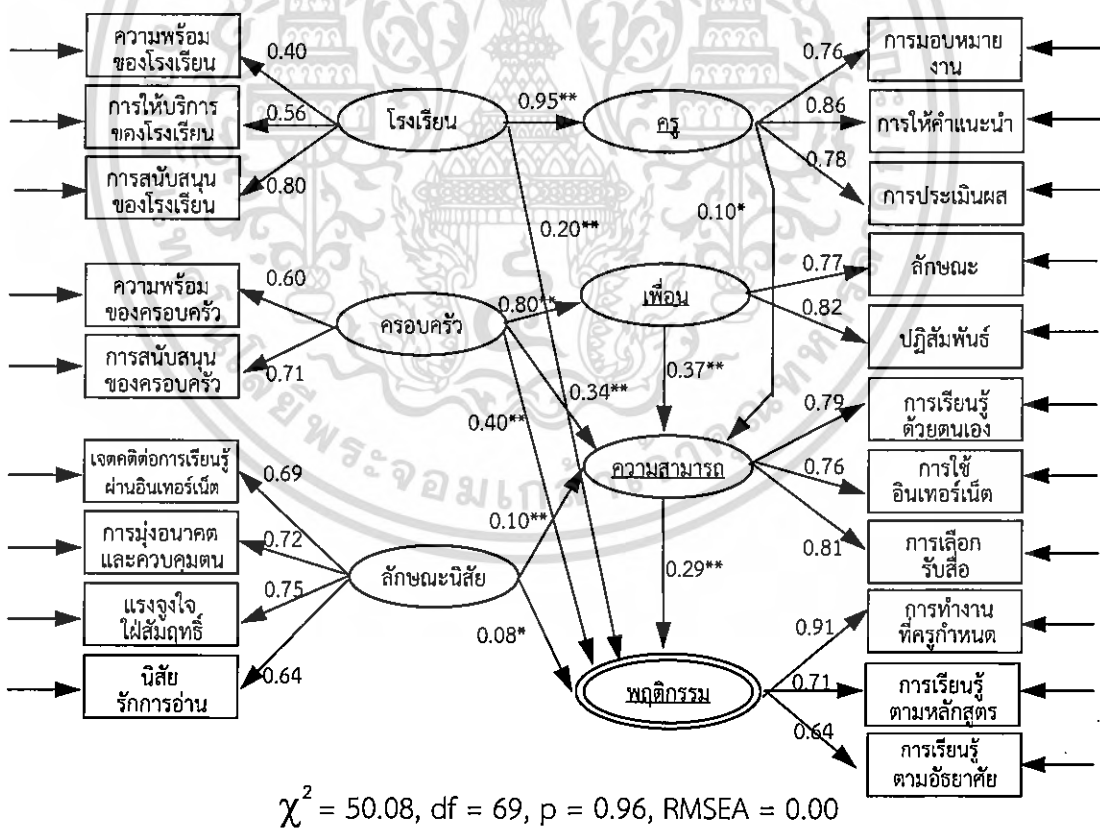 ความพร้อม
ของโรงเรียน
0.40
การให้บริการ
ของโรงเรียน
0.56
การสนับสนุน
ของโรงเรียน
0.80
โรงเรียน
0.95**
ครู
0.76
การมอบหมาย
งาน
0.86
การให้คำแนะนำ
0.78
การประเมินผส
0.10*
0.20**
ความพร้อม
ของครอบครัว
0.60
การสนับสนุน
ของครอบครัว
0.71
ครอบครัว
0.80**
เพื่อน
0.77
ลักษณะ
0.82
ปฏิสัมพันธ์
0.37**
0.34**
0.40**
เจตคติต่อการเรียนรู้
ผ่านอินเทอร์เน็ต
0.69
การมุ่งอนาคต
และควบคุมตน
0.72
แรงจูงใจ
ใฝ่สัมฤทธิ์
0.75
นิสัย
รักการอ่าน
0.64
ลักษณะนิสัย
0.10**
0.08*
ความสามารถ
0.79
การเรียนรู้
ด้วยตนเอง
0.76
การใช้
อินเทอร์เน็ต
0.81
การเลือก
รับสื่อ
0.29**
พฤติกรรม
0.91
การทำงาน
ที่ครูกำหนด
0.71
การเรียนรู้
ตามหลักสูตร
0.64
การเรียนรู้
ตามอัธยาศัย
χ² = 50.08, df = 69, p = 0.96, RMSEA = 0.00